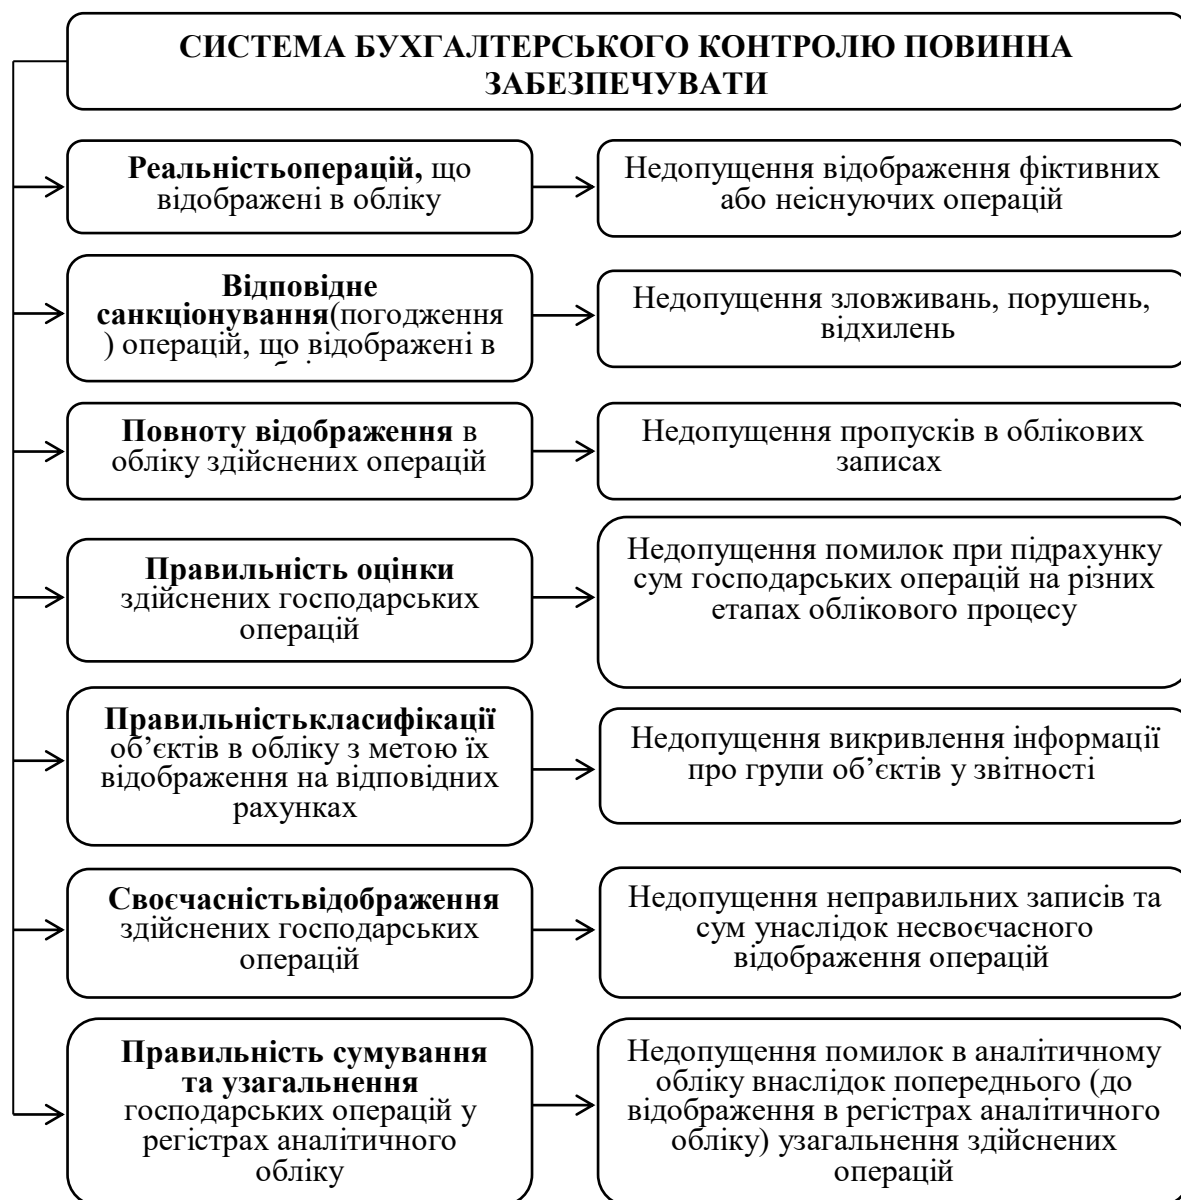 СИСТЕМА БУХГАЛТЕРСЬКОГО КОНТРОЛЮ ПОВИННА
ЗАБЕЗПЕЧУВАТИ
Реальністьоперацій, що
відображені в обліку
Недопущення відображення фіктивних
або неіснуючих операцій
Відповідне
санкціонування(погодження
) операцій, що відображені в
Недопущення зловживань, порушень,
відхилень
Повноту відображення в
обліку здійснених операцій
Недопущення пропусків в облікових
записах
Правильність оцінки
здійснених господарських
операцій
Недопущення помилок при підрахунку
сум господарських операцій на різних
етапах облікового процесу
Правильністькласифікації
об’єктів в обліку з метою їх
відображення на відповідних
рахунках
Недопущення викривлення інформації
про групи об’єктів у звітності
Своєчасністьвідображення
здійснених господарських
операцій
Недопущення неправильних записів та
сум унаслідок несвоєчасного
відображення операцій
Правильність сумування
та узагальнення
господарських операцій у
регістрах аналітичного
обліку
Недопущення помилок в аналітичному
обліку внаслідок попереднього (до
відображення в регістрах аналітичного
обліку) узагальнення здійснених
операцій